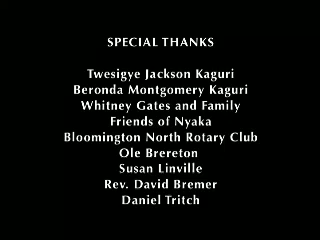 SPECIAL THANKS
Twesigye Jackson Kaguri
Beronda Montgomery Kaguri
Whitney Gates and Family
Friends of Nyaka
Bloomington North Rotary Club
Ole Brereton
Susan Linville
Rev. David Bremer
Daniel Tritch